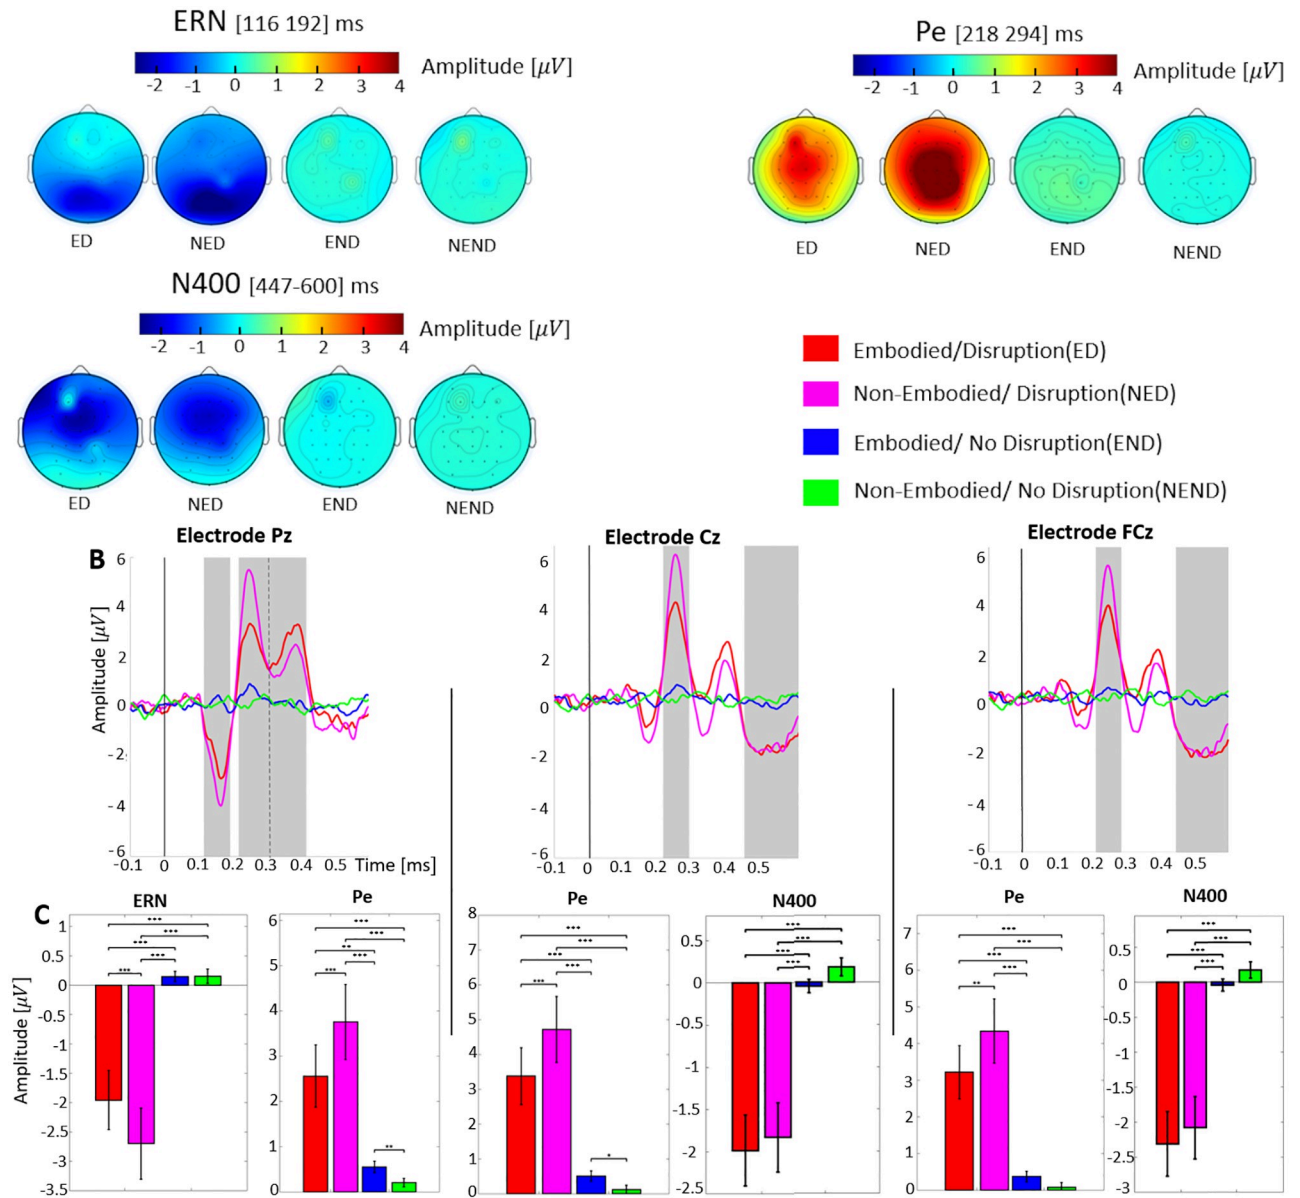 ERN [116 192] ms
-2 -1 0 1 2 3 4
Amplitude [μV]
ED NED END NEND
Pe [218 294] ms
-2 -1 0 1 2 3 4
Amplitude [μV]
ED NED END NEND
N400 [447-600] ms
-2 -1 0 1 2 3 4
Amplitude [μV]
ED NED END NEND
Embodied/Disruption(ED)
Non-Embodied/ Disruption(NED)
Embodied/ No Disruption(END)
Non-Embodied/ No Disruption(NEND)
B
Electrode Pz
Amplitude [μV]
6
4
2
0
-2
-4
-6
-0.1 0 0.1 0.2 0.3 0.4 0.5
Time [ms]
Electrode Cz
6
4
2
0
-2
-4
-6
-0.1 0 0.1 0.2 0.3 0.4 0.5
Electrode FCz
6
4
2
0
-2
-4
-6
-0.1 0 0.1 0.2 0.3 0.4 0.5
C
Amplitude [μV]
ERN
1
0.5
0
-0.5
-1
-1.5
-2
-2.5
-3
-3.5
*** *** *** *** ***
Pe
6
5
4
3
2
1
0
*** *** ** *** *** **
Pe
8
7
6
5
4
3
2
1
0
*** *** *** *** *** *
N400
0.5
0
-0.5
-1
-1.5
-2
*** *** *** ***
Pe
7
6
5
4
3
2
1
0
*** *** *** *** **
N400
0.5
0
-0.5
-1
-1.5
-2
-2.5
-3
*** *** *** ***